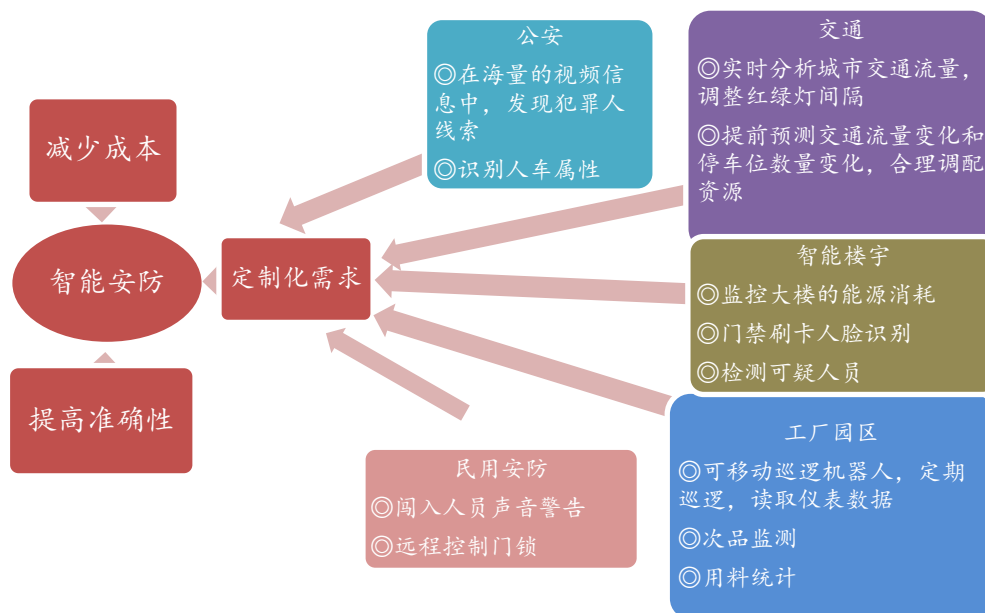 减少成本
智能安防
提高准确性
定制化需求
公安
◎在海量的视频信
息中，发现犯罪人
线索
◎识别人车属性
交通
◎实时分析城市交通流量，
调整红绿灯间隔
◎提前预测交通流量变化和
停车位数量变化，合理调配
资源
智能楼宇
◎监控大楼的能源消耗
◎门禁刷卡人脸识别
◎检测可疑人员
工厂园区
◎可移动巡逻机器人，定期
巡逻，读取仪表数据
◎次品监测
◎用料统计
民用安防
◎闯入人员声音警告
◎远程控制门锁